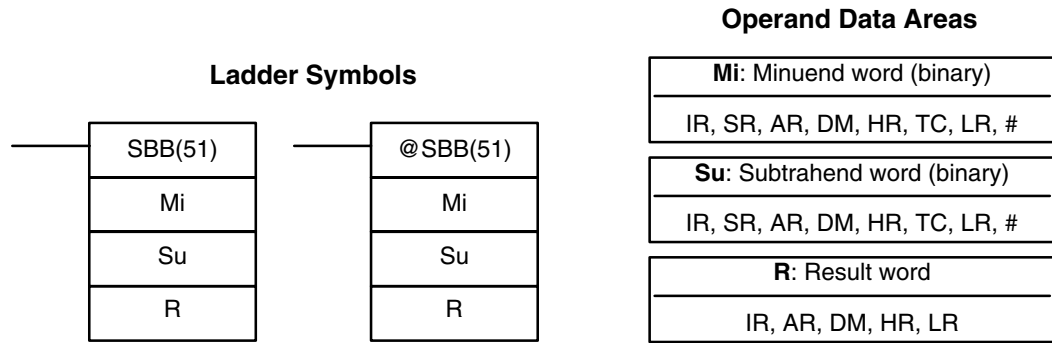 Ladder Symbols
SBB(51)
Mi
Su
R
@SBB(51)
Mi
Su
R
Operand Data Areas
Mi: Minuend word (binary)
IR, SR, AR, DM, HR, TC, LR, #
Su: Subtrahend word (binary)
IR, SR, AR, DM, HR, TC, LR, #
R: Result word
IR, AR, DM, HR, LR